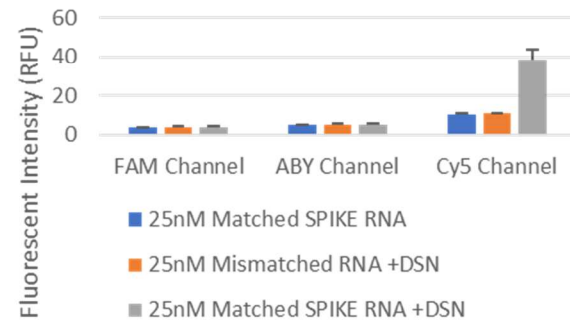 Fluorescent Intensity (RFU)
60
40
20
0
FAM Channel ABY Channel Cy5 Channel
25nM Matched SPIKE RNA
25nM Mismatched RNA +DSN
25nM Matched SPIKE RNA +DSN